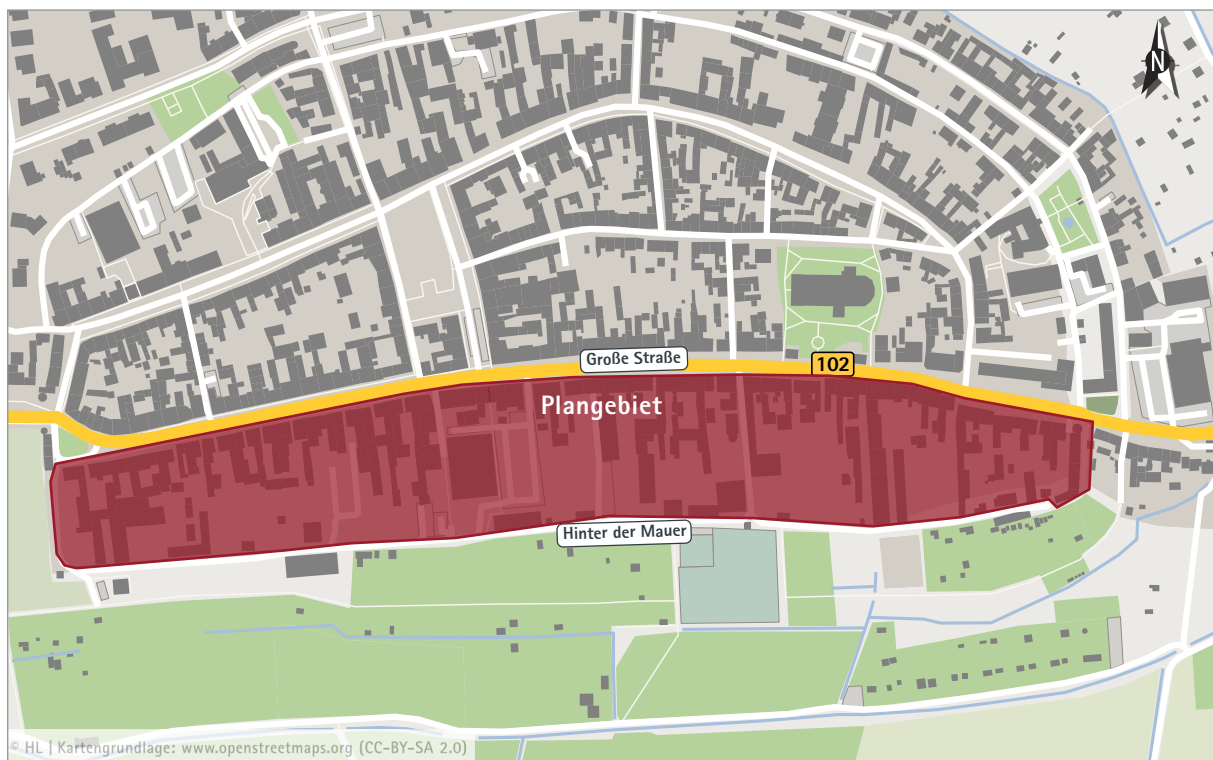 N
Große Straße
102
Plangebiet
Hinter der Mauer
© HL | Kartengrundlage: www.openstreetmaps.org (CC-BY-SA 2.0)